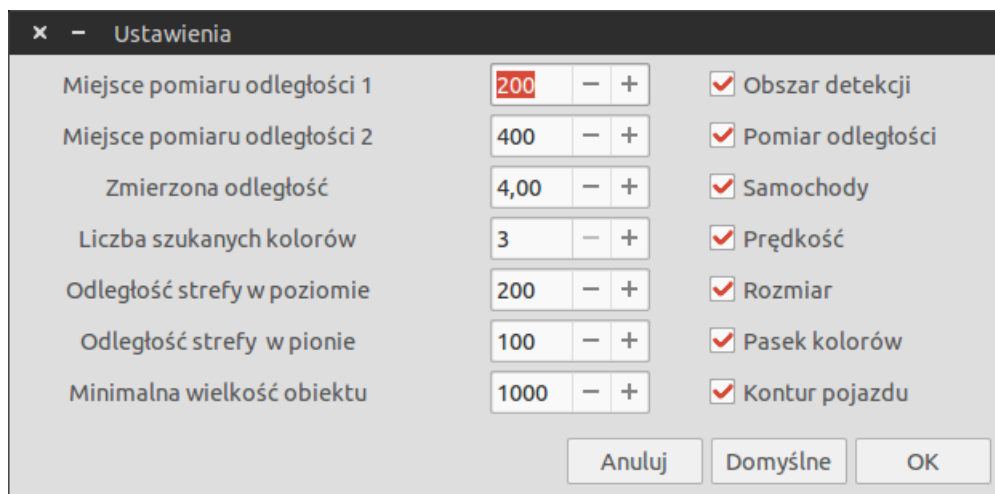 Ustawienia
Miejsce pomiaru odległości 1 200 Obszar detekcji
Miejsce pomiaru odległości 2 400 Pomiar odległości
Zmierzona odległość 4,00 Samochody
Liczba szukanych kolorów 3 Prędkość
Odległość strefy w poziomie 200 Rozmiar
Odległość strefy w pionie 100 Pasek kolorów
Minimalna wielkość obiektu 1000 Kontur pojazdu
Anuluj Domyślne OK